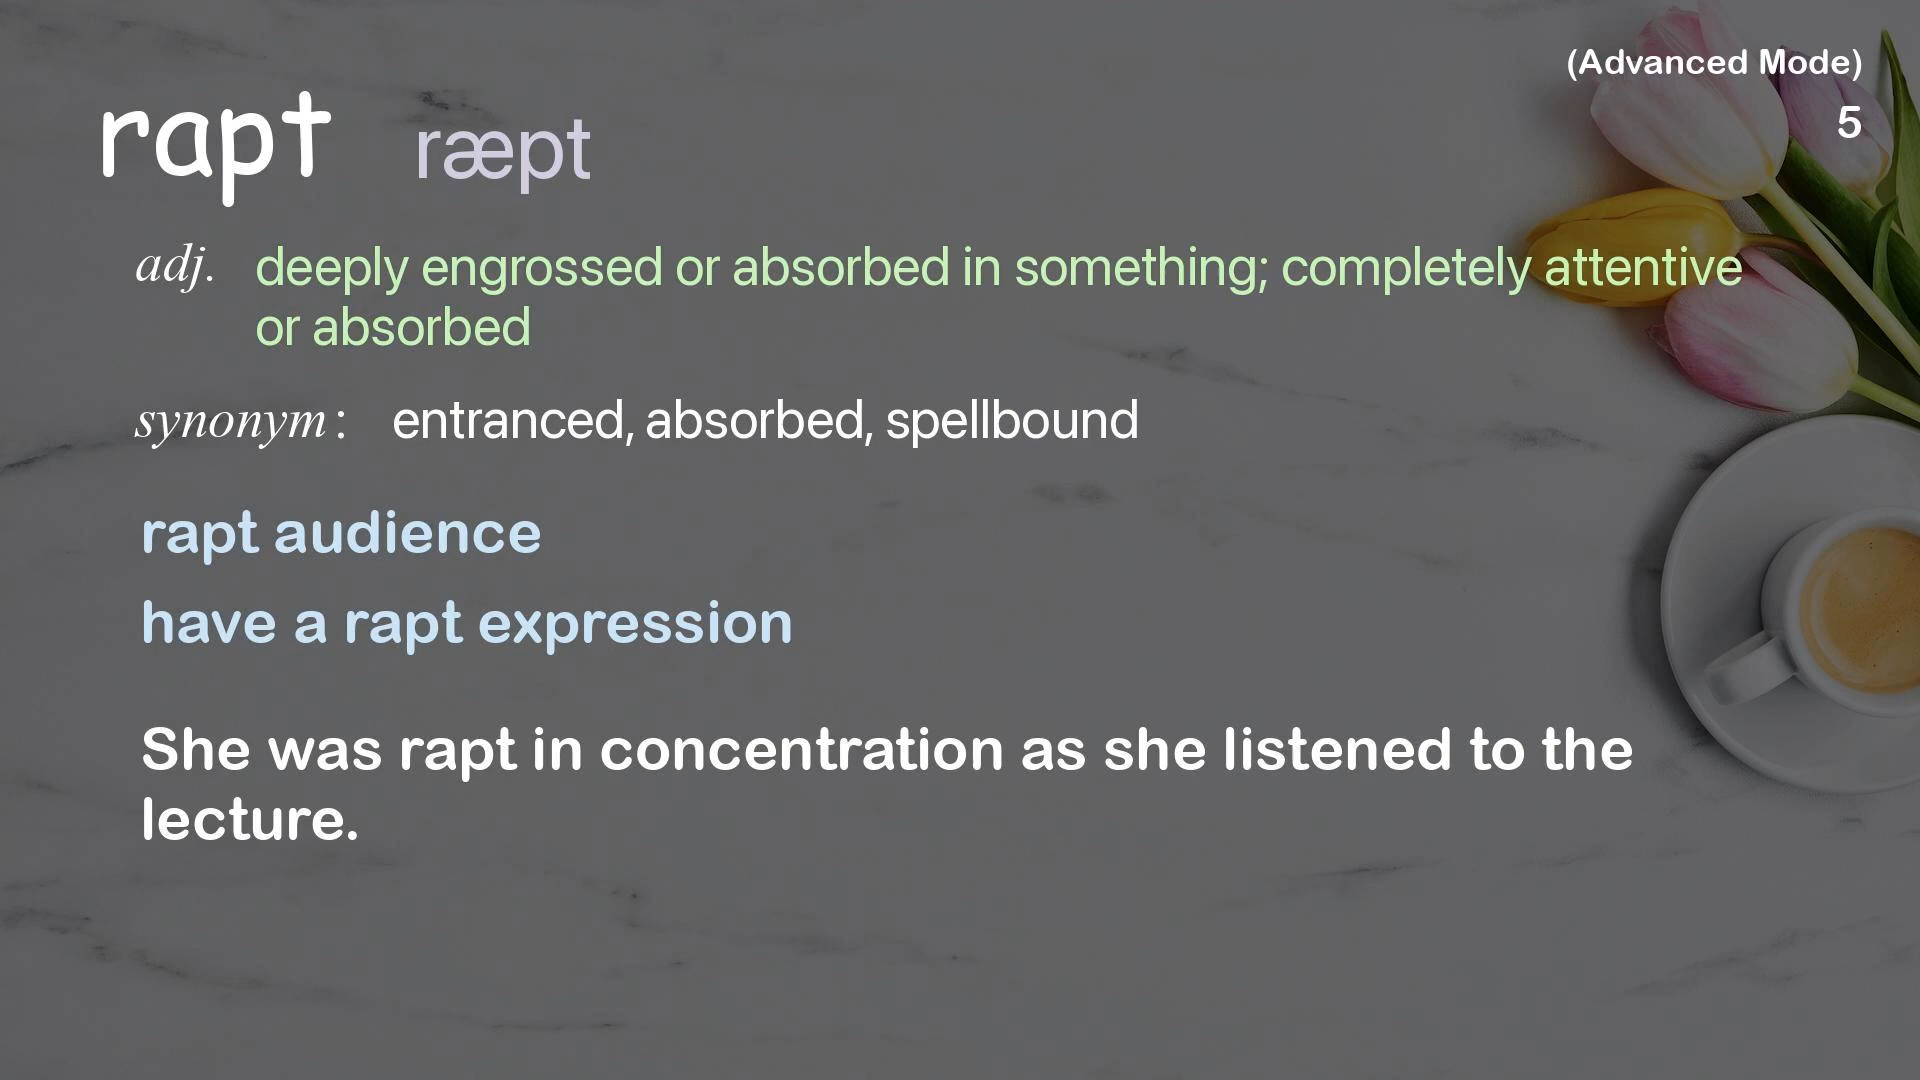 (Advanced Mode)
rapt ræpt
5
adj. deeply engrossed or absorbed in something; completely attentive
or absorbed
synonym: entranced, absorbed, spellbound
rapt audience
have a rapt expression
She was rapt in concentration as she listened to the
lecture.